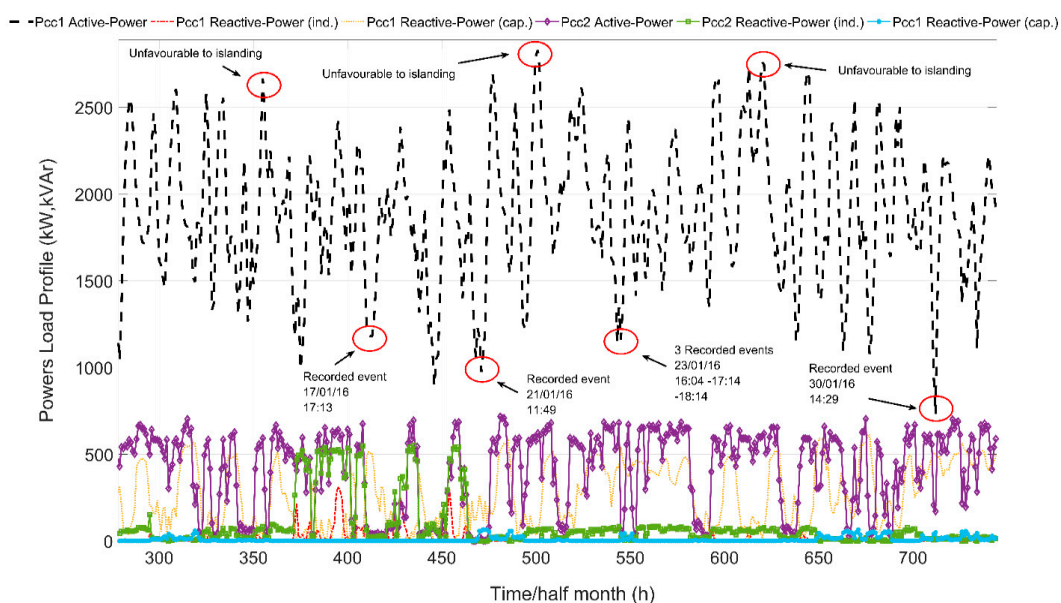 Pcc1 Active-Power Pcc1 Reactive-Power (ind.) Pcc1 Reactive-Power (cap.) Pcc2 Active-Power Pcc2 Reactive-Power (ind.) Pcc1 Reactive-Power (cap.)
Unfavourable to islanding
Unfavourable to islanding
Unfavourable to islanding
Powers Load Profile (kW,kVAr)
2500
2000
1500
1000
500
0
Recorded event
17/01/16
17:13
Recorded event
21/01/16
11:49
3 Recorded events
23/01/16
16:04 -17:14
-18:14
Recorded event
30/01/16
14:29
300 350 400 450 500 550 600 650 700
Time/half month (h)